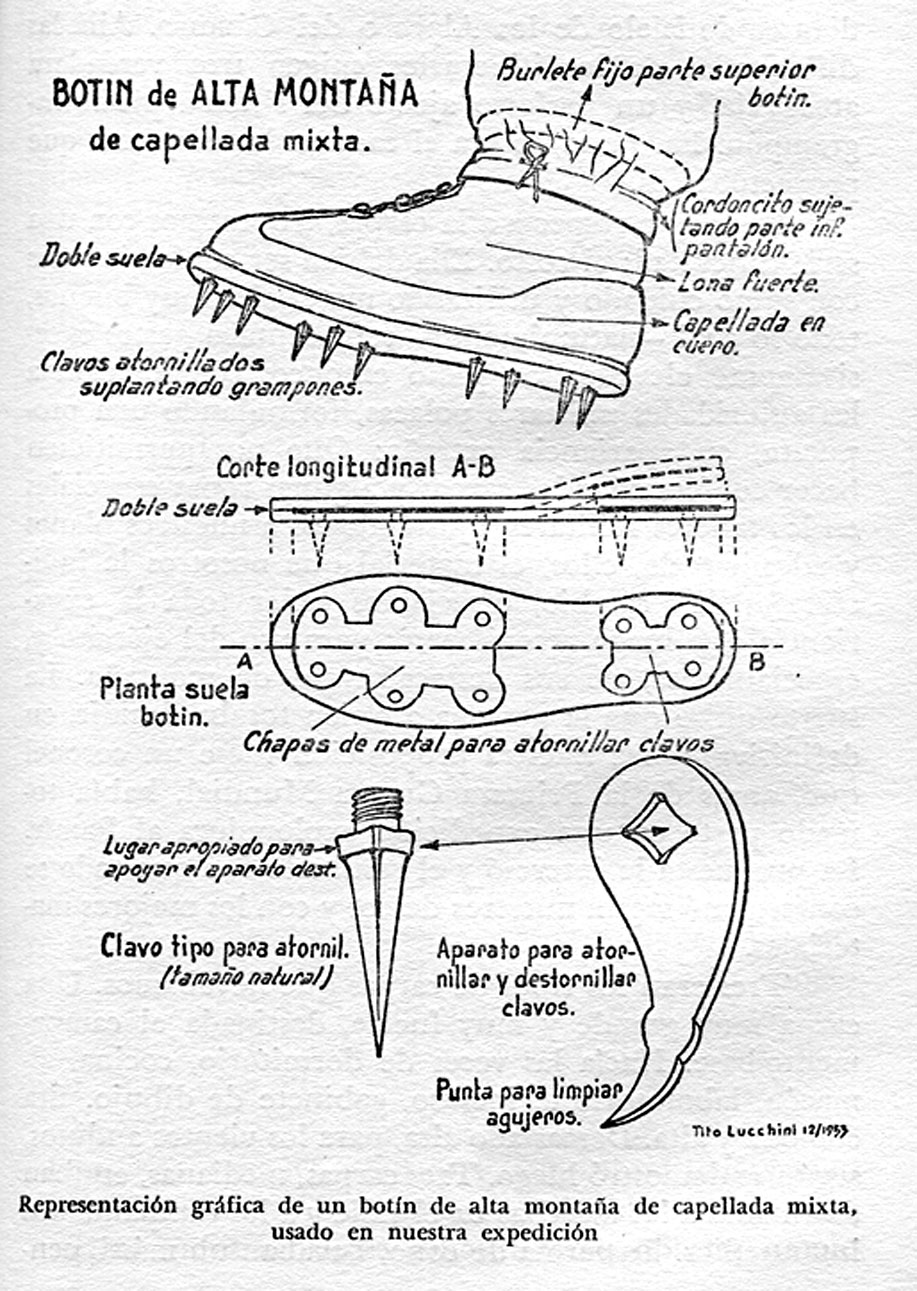 BOTIN de ALTA MONTAÑA
de capellada mixta.
Burlete fijo parte superior
botin.
Cordoncito suje-
tando parte inf.
pantalón.
Doble suela
Lona fuerte.
Capellada en
cuero.
Clavos atornillados
suplantando grampones.
Corte longitudinal A-B
Doble suela
A
B
Planta suela
botin.
Chapas de metal para atornillar clavos
Lugar apropiado para
apoyar el aparato dest.
Clavo tipo para atornil.
(tamaño natural)
Aparato para ator-
nillar y destornillar
clavos.
Punta para limpiar
agujeros.
Tito Lucchini 12/1953
Representación gráfica de un botín de alta montaña de capellada mixta,
usado en nuestra expedición